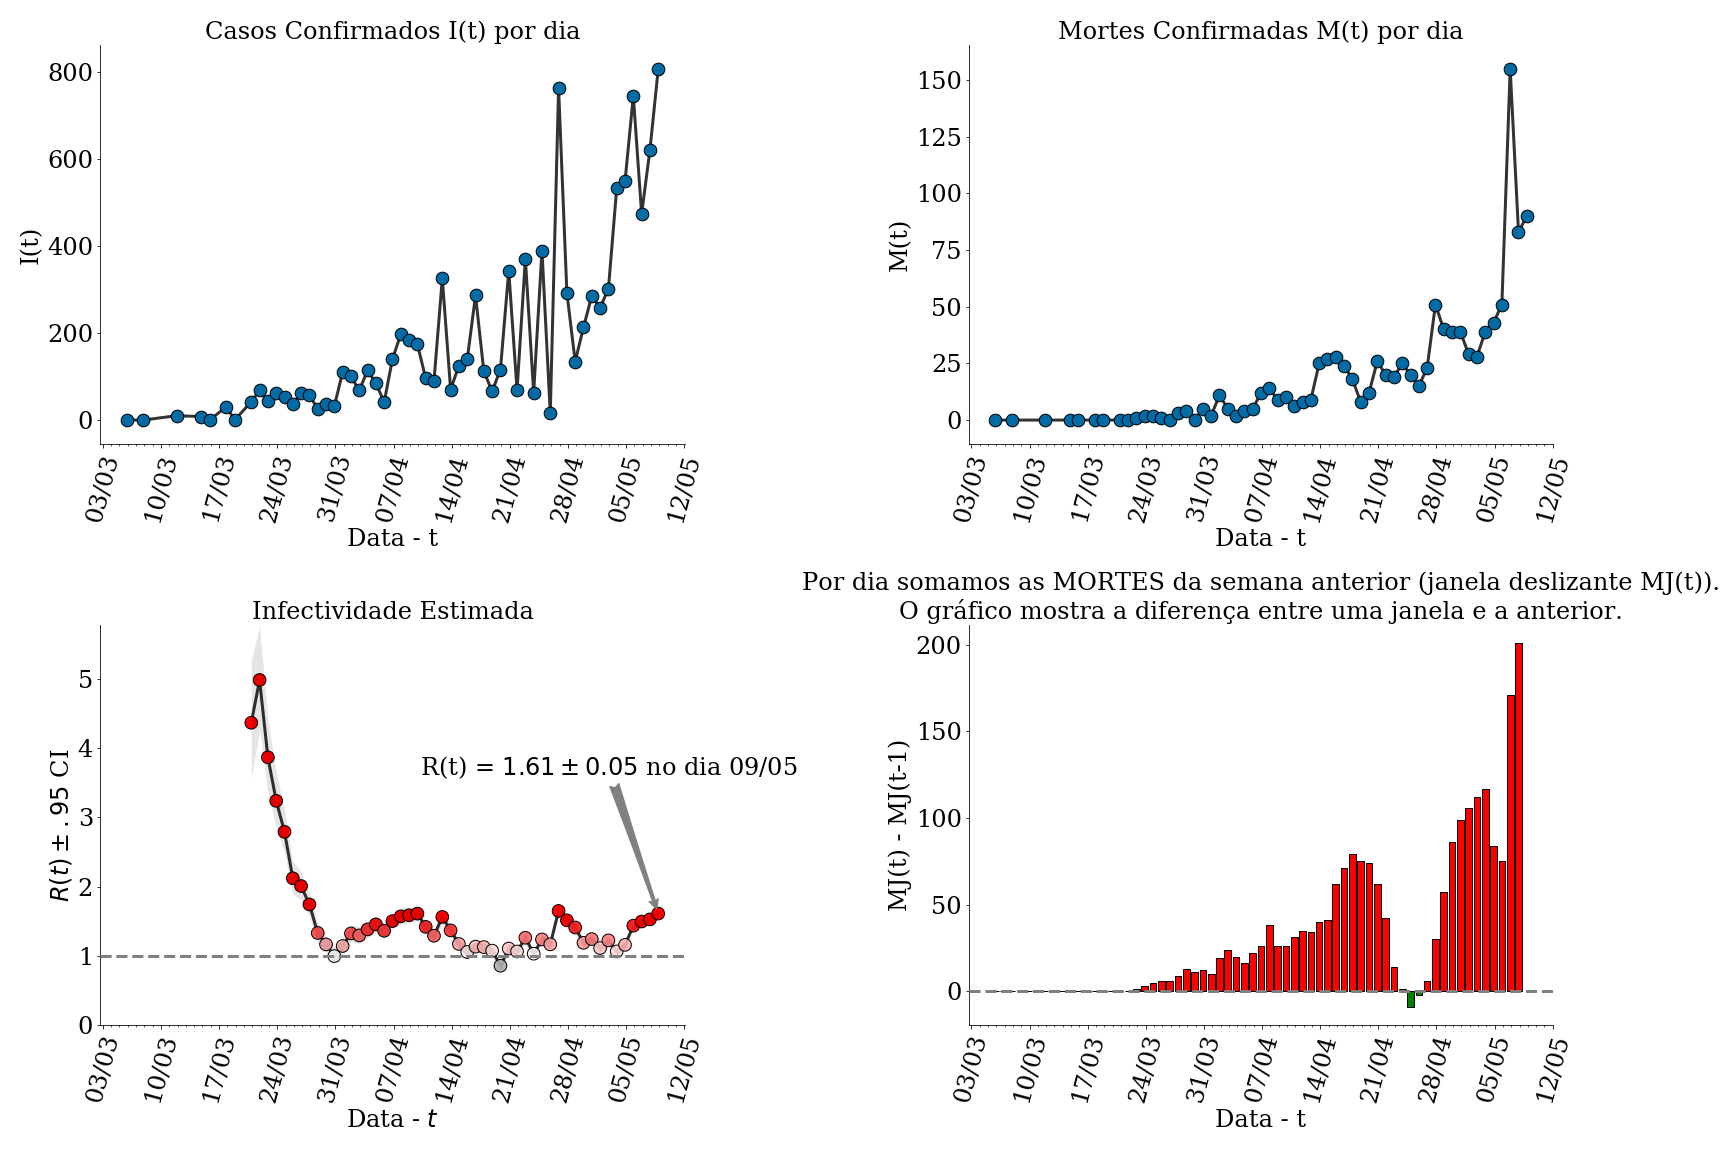 Casos Confirmados I(t) por dia
800
600
400
200
0
I(t)
03/03 10/03 17/03 24/03 31/03 07/04 14/04 21/04 28/04 05/05 12/05
Data - t
Mortes Confirmadas M(t) por dia
150
125
100
75
50
25
0
M(t)
03/03 10/03 17/03 24/03 31/03 07/04 14/04 21/04 28/04 05/05 12/05
Data - t
Infectividade Estimada
5
4
3
2
1
0
R(t) ± .95 CI
R(t) = 1.61 ± 0.05 no dia 09/05
03/03 10/03 17/03 24/03 31/03 07/04 14/04 21/04 28/04 05/05 12/05
Data - t
Por dia somamos as MORTES da semana anterior (janela deslizante MJ(t)).
O gráfico mostra a diferença entre uma janela e a anterior.
200
150
100
50
0
MJ(t) - MJ(t-1)
03/03 10/03 17/03 24/03 31/03 07/04 14/04 21/04 28/04 05/05 12/05
Data - t